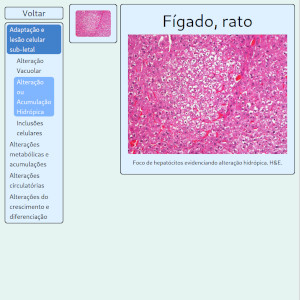 Voltar
Adaptação e
lesão celular
sub-letal
Alteração
Vacuolar
Alteração
ou
Acumulação
Hidrópica
Inclusões
celulares
Alterações
metabólicas e
acumulações
Alterações
circulatórias
Alterações do
crescimento e
diferenciação
Fígado, rato
Foco de hepatócitos evidenciando alteração hidrópica, H&E.